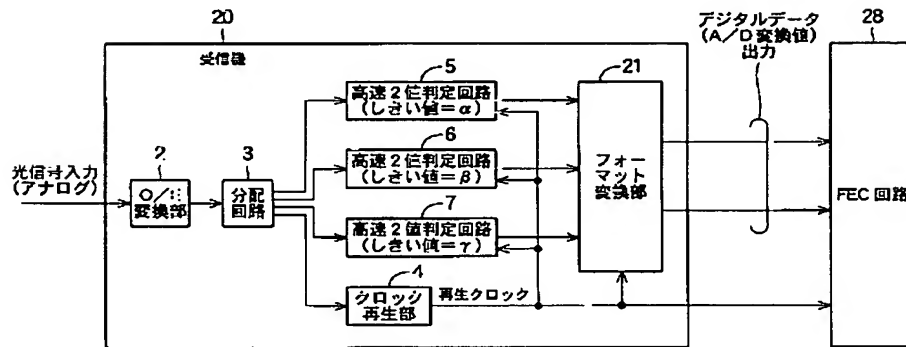 20
受信機
デジタルデータ
(A/D変換値)
出力
28
5
高速2値判定回路
(しきい値=α)
21
6
高速2値判定回路
(しきい値=β)
フォー
マット
変換部
光信号入力
(アナログ)
2
変換部
3
分配
回路
7
高速2値判定回路
(しきい値=γ)
FEC回路
4
クロック
再生部
再生クロック